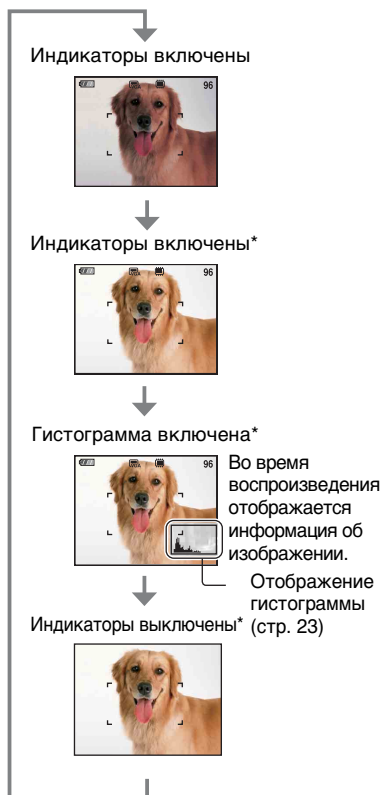 Индикаторы включены
96
Индикаторы включены*
96
Гистограмма включена*
96
Во время
воспроизведения
отображается
информация об
изображении.
Отображение
гистограммы
(стр. 23)
Индикаторы выключены*